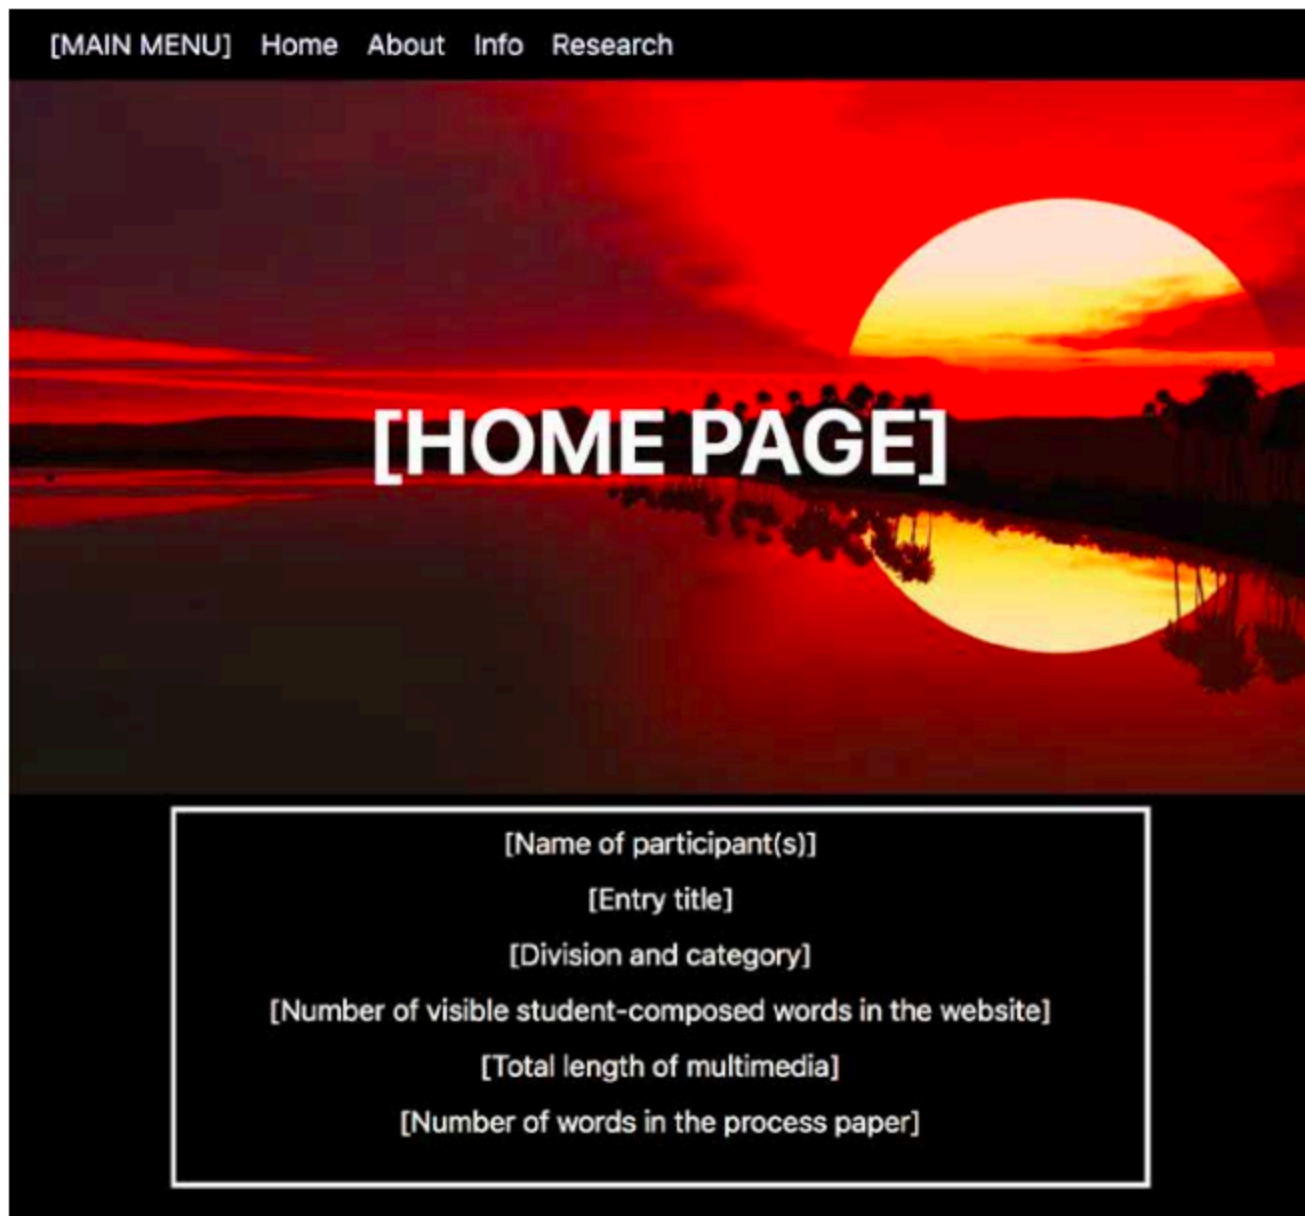 [MAIN MENU] Home About Info Research
[HOME PAGE]
[Name of participant(s)]
[Entry title]
[Division and category]
[Number of visible student-composed words in the website]
[Total length of multimedia]
[Number of words in the process paper]